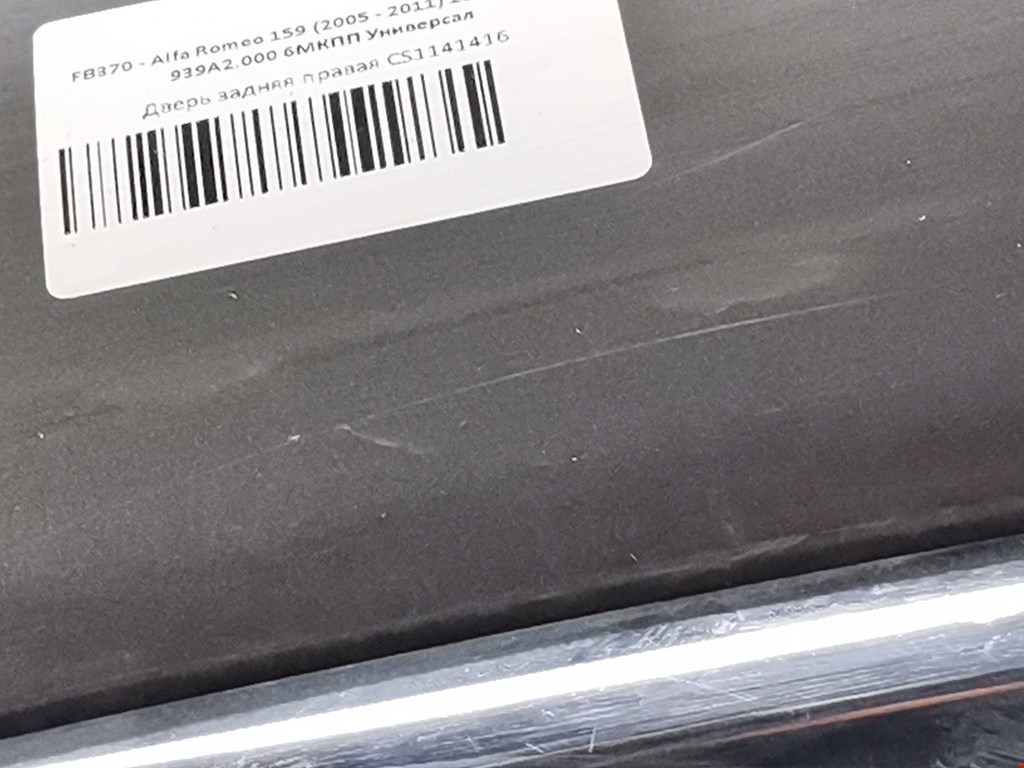 FB370 - Alfa Romeo 159 (2005 - 2011)
939A2.000 6МКПП Универсал
Дверь задняя правая CS1141416